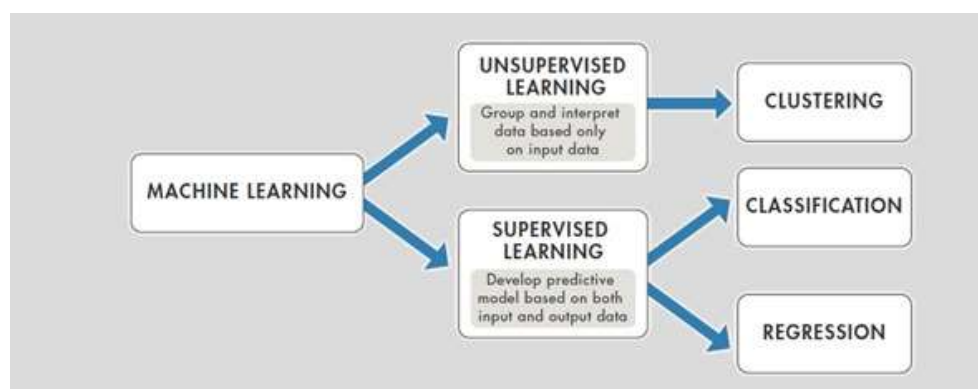 MACHINE LEARNING
UNSUPERVISED
LEARNING
Group and interpret
data based only
on input data
CLUSTERING
SUPERVISED
LEARNING
Develop predictive
model based on both
input and output data
CLASSIFICATION
REGRESSION